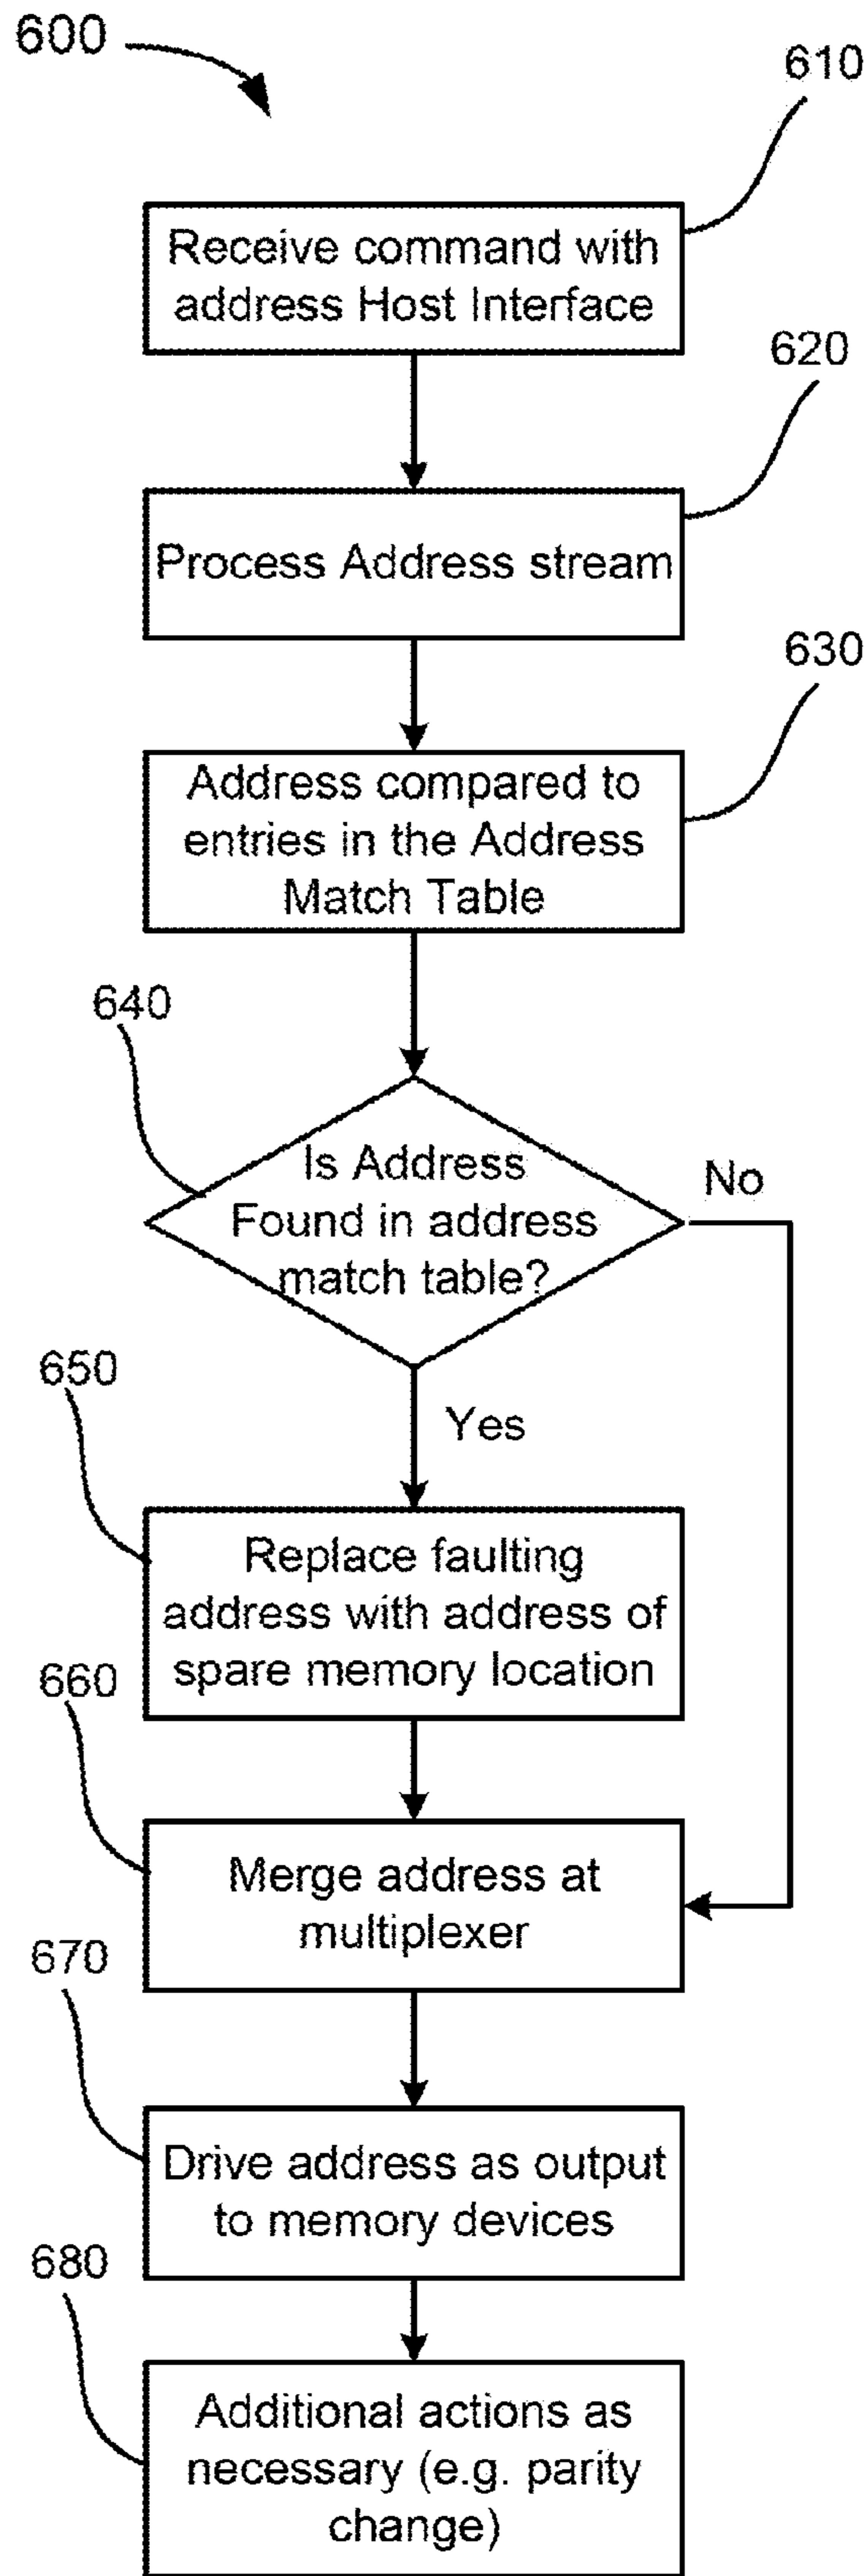 600
610
Receive command with
address Host Interface
620
Process Address stream
630
Address compared to
entries in the Address
Match Table
640
Is Address
Found in address
match table?
No
650
Yes
Replace faulting
address with address of
spare memory location
660
Merge address at
multiplexer
670
Drive address as output
to memory devices
680
Additional actions as
necessary (e.g. parity
change)